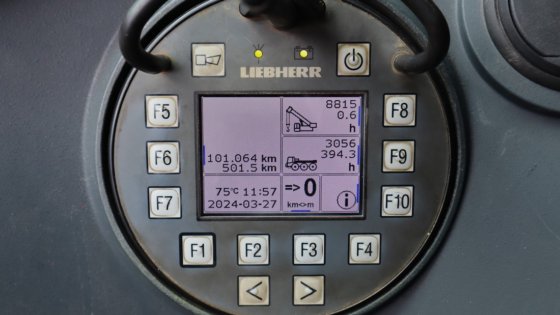 LIEBHERR
F5
F6
F7
8815
0.6
h
3056
394.3
h
101.064 km
501.5 km
75°C 11:57
2024-03-27
=>0
km<>m
i
F8
F9
F10
F1 F2 F3 F4
< >